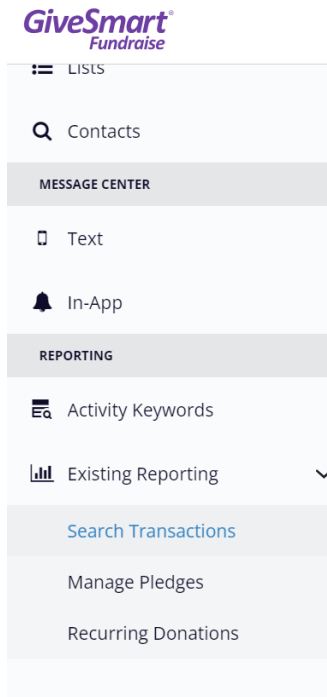 GiveSmart®
Fundraise
Lists
Contacts
MESSAGE CENTER
Text
In-App
REPORTING
Activity Keywords
Existing Reporting
Search Transactions
Manage Pledges
Recurring Donations